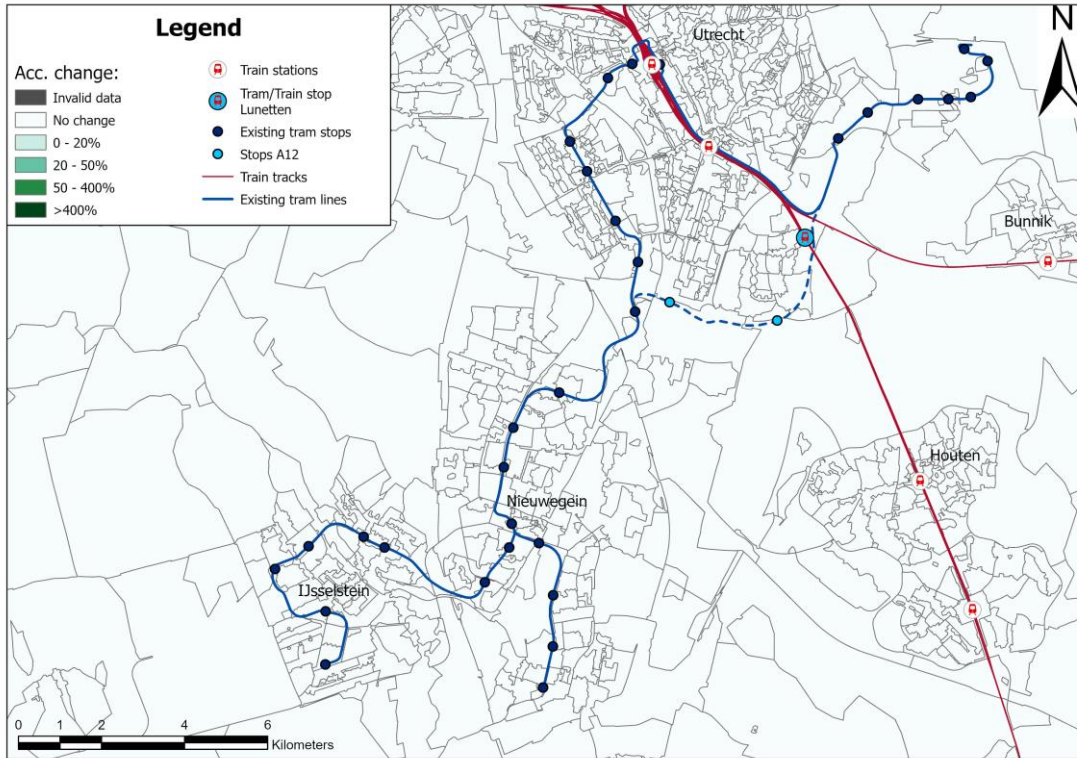 Legend
Acc. change:
Invalid data
No change
0 - 20%
20 - 50%
50 - 400%
>400%
Train stations
Tram/Train stop
Lunetten
Existing tram stops
Stops A12
Train tracks
Existing tram lines
N
Utrecht
Bunnik
Houten
Nieuwegein
IJsselstein
0 1 2 4 6
Kilometers